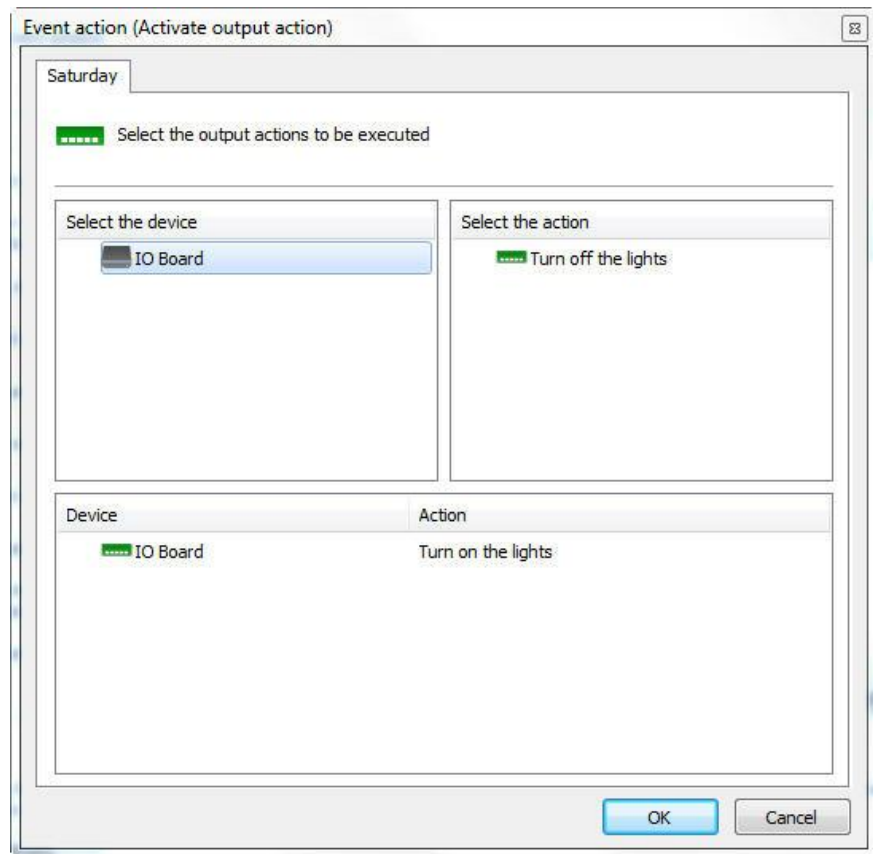 Event action (Activate output action)
Saturday
Select the output actions to be executed
Select the device
IO Board
Select the action
Turn off the lights
Device Action
IO Board Turn on the lights
OK Cancel